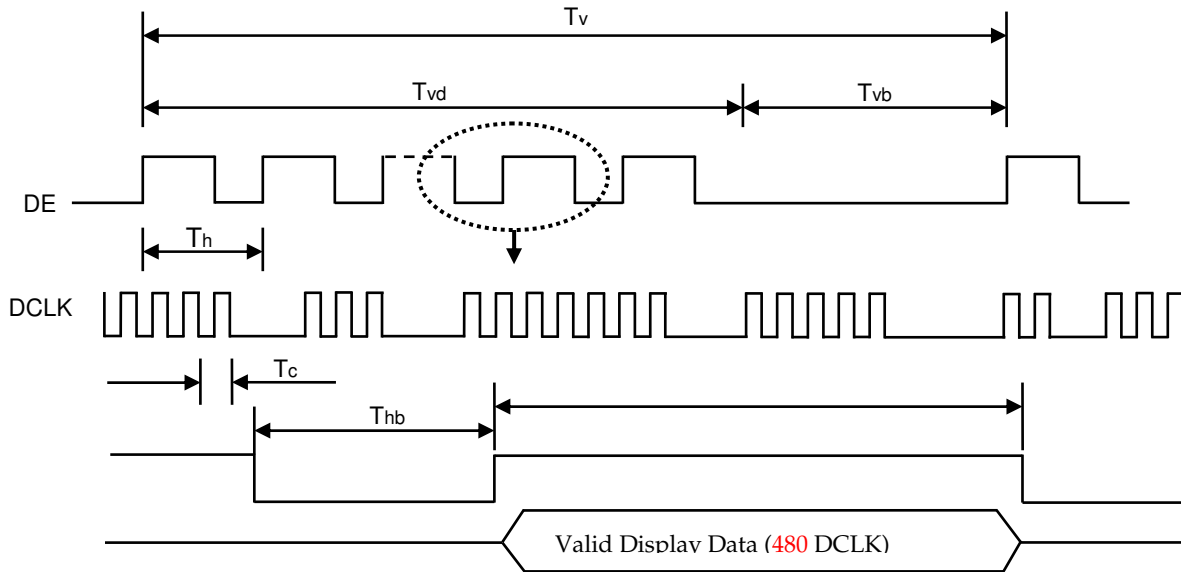 Tv
Tvd
Tvb
DE
Th
DCLK
Tc
Thb
Valid Display Data (480 DCLK)